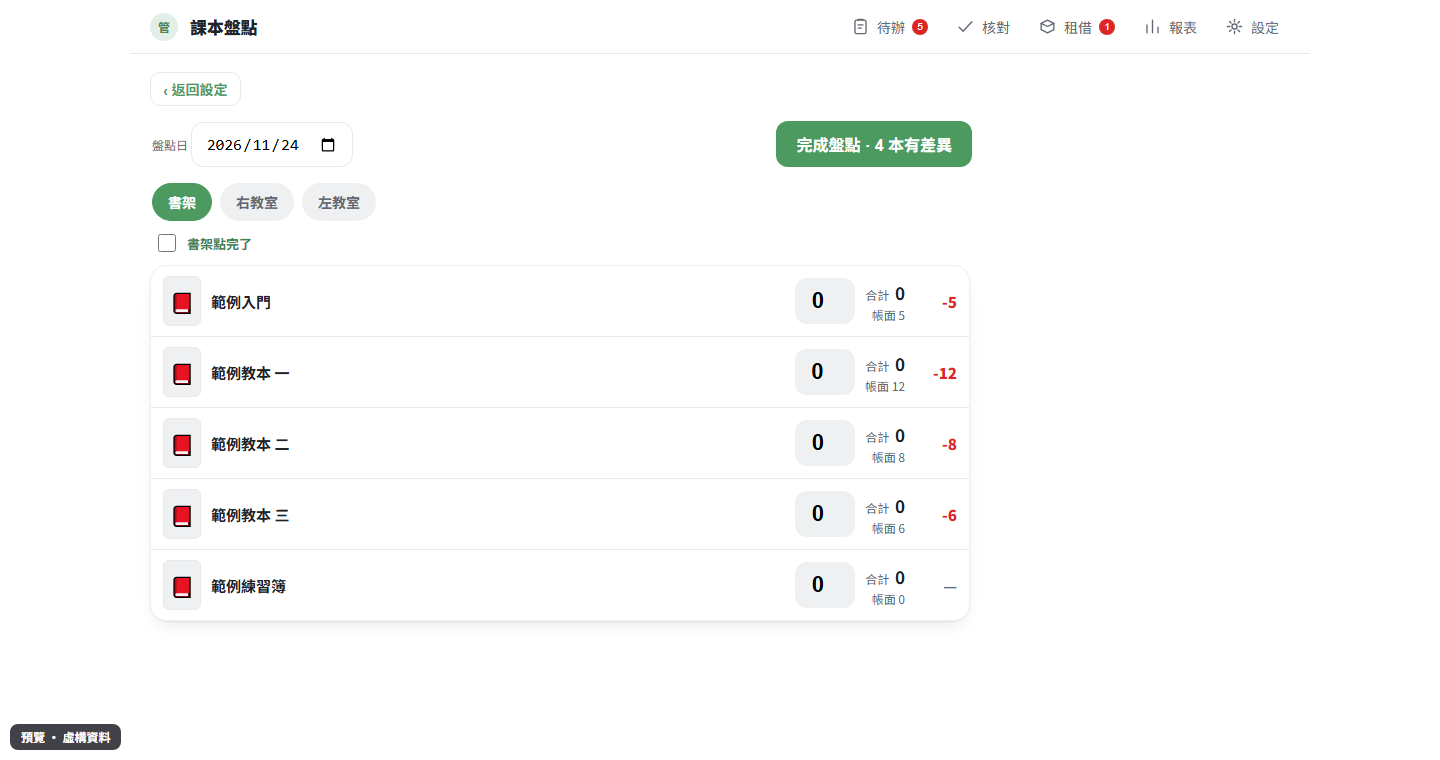 管 課本盤點 待辦 5 核對 租借 1 報表 設定
‹ 返回設定
盤點日 2026/11/24 完成盤點 · 4 本有差異
書架 右教室 左教室
書架點完了
範例入門 0 合計 0 帳面 5 -5
範例教本 一 0 合計 0 帳面 12 -12
範例教本 二 0 合計 0 帳面 8 -8
範例教本 三 0 合計 0 帳面 6 -6
範例練習簿 0 合計 0 帳面 0 —
預覽 • 虛構資料